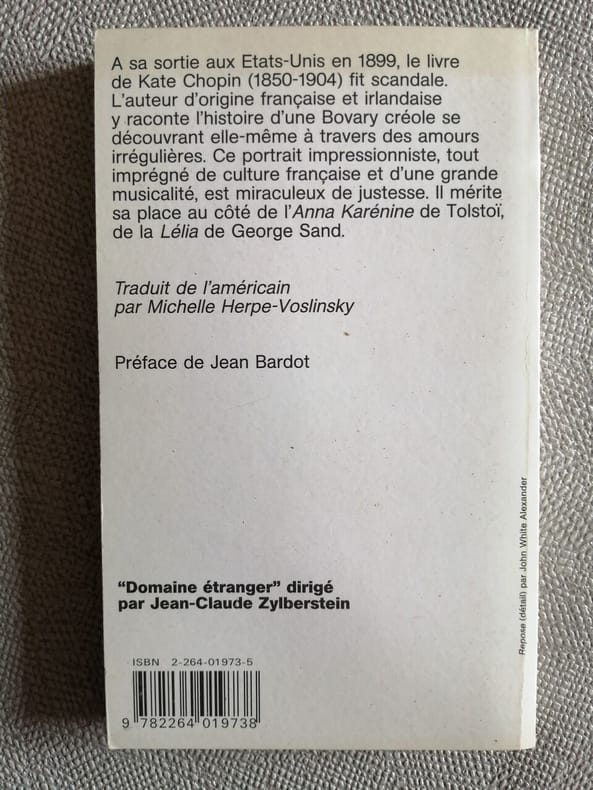 A sa sortie aux Etats-Unis en 1899, le livre
de Kate Chopin (1850-1904) fit scandale.
L'auteur d'origine française et irlandaise
y raconte l'histoire d'une Bovary créole se
découvrant elle-même à travers des amours
irrégulières. Ce portrait impressionniste, tout
imprégné de culture française et d'une grande
musicalité, est miraculeux de justesse. Il mérite
sa place au côté de l'Anna Karénine de Tolstoï,
de la Lélia de George Sand.
Traduit de l'américain
par Michelle Herpe-Voslinsky
Préface de Jean Bardot
"Domaine étranger" dirigé
par Jean-Claude Zylberstein
ISBN 2-264-01973-5
9 782264 019738
Repose (détail) par John White Alexander